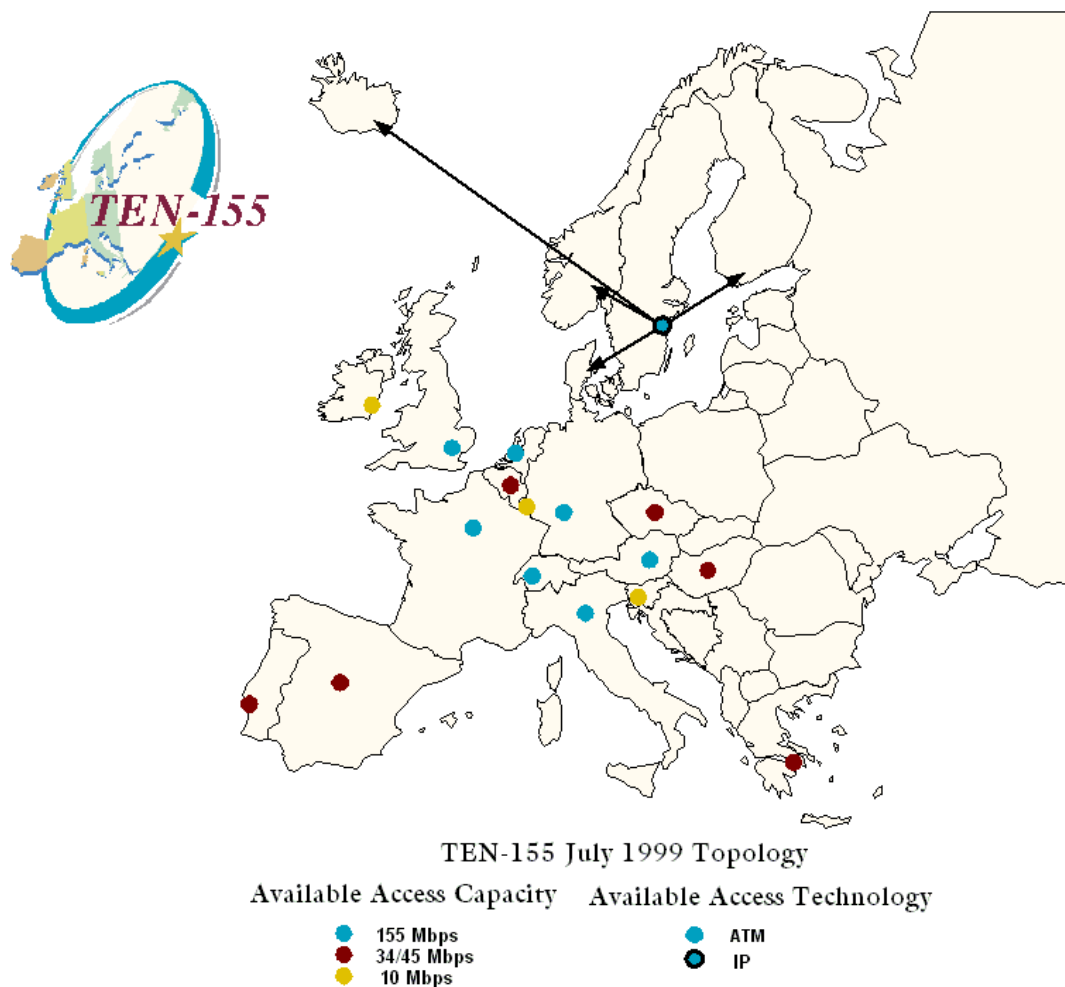 TEN-155
TEN-155 July 1999 Topology
Available Access Capacity
155 Mbps
34/45 Mbps
10 Mbps
Available Access Technology
ATM
IP